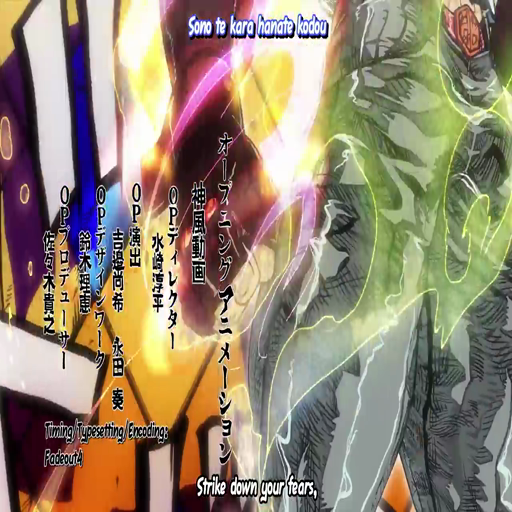 Sono te kara hanate kodou
オープニングアニメーション
神風動画
OPディレクター
水﨑淳平
OP演出
吉邉尚希 永田奏
OPデザインワーク
鈴木理恵
OPプロデューサー
佐々木貴之
Timing/Typesetting/Encoding:
Fadeout4
Strike down your fears,